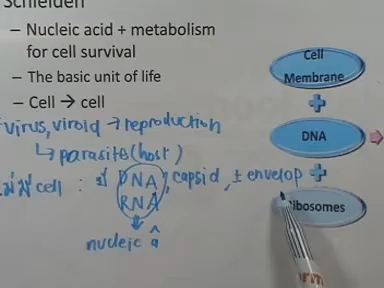 Schleiden
– Nucleic acid + metabolism
for cell survival
– The basic unit of life
– Cell → cell
virus, viroid → reproduction
↳ parasite (host)
ไม่มี cell : มี DNA, capsid, ± envelop
RNA
nucleic â
Cell
Membrane
+
DNA
+
Ribosomes